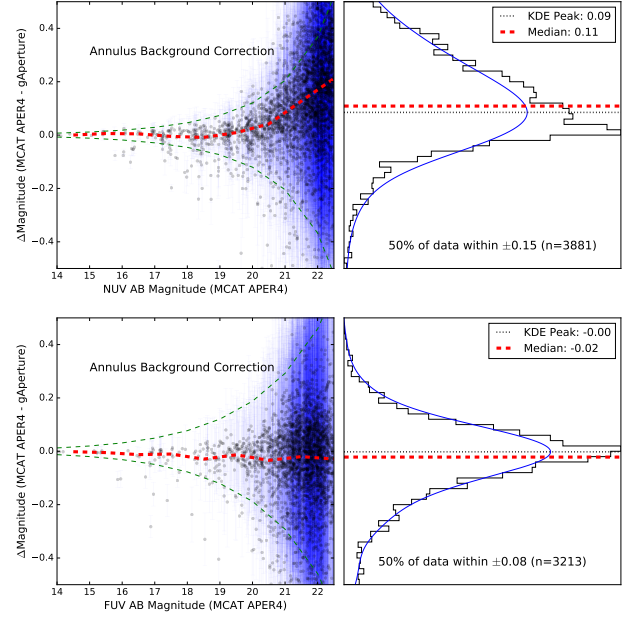 0.4
0.2
0.0
−0.2
−0.4
ΔMagnitude (MCAT APER4 - gAperture)
Annulus Background Correction
14 15 16 17 18 19 20 21 22
NUV AB Magnitude (MCAT APER4)
KDE Peak: 0.09
Median: 0.11
50% of data within ±0.15 (n=3881)
0.4
0.2
0.0
−0.2
−0.4
ΔMagnitude (MCAT APER4 - gAperture)
Annulus Background Correction
14 15 16 17 18 19 20 21 22
FUV AB Magnitude (MCAT APER4)
KDE Peak: -0.00
Median: -0.02
50% of data within ±0.08 (n=3213)